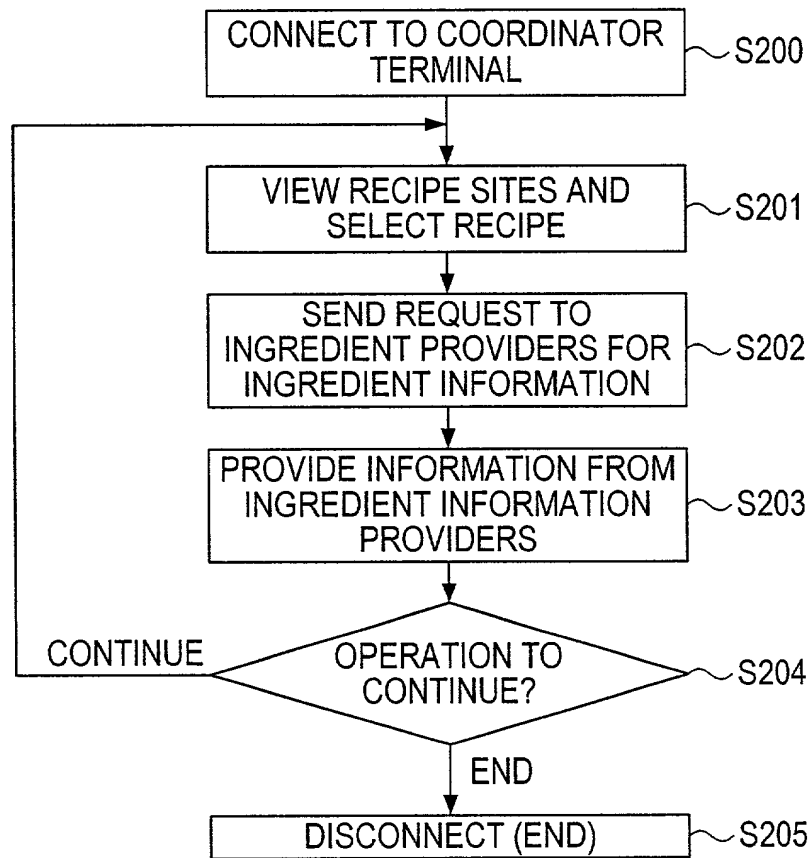 CONNECT TO COORDINATOR
TERMINAL
S200
VIEW RECIPE SITES AND
SELECT RECIPE
S201
SEND REQUEST TO
INGREDIENT PROVIDERS FOR
INGREDIENT INFORMATION
S202
PROVIDE INFORMATION FROM
INGREDIENT INFORMATION
PROVIDERS
S203
CONTINUE
OPERATION TO
CONTINUE?
S204
END
DISCONNECT (END)
S205